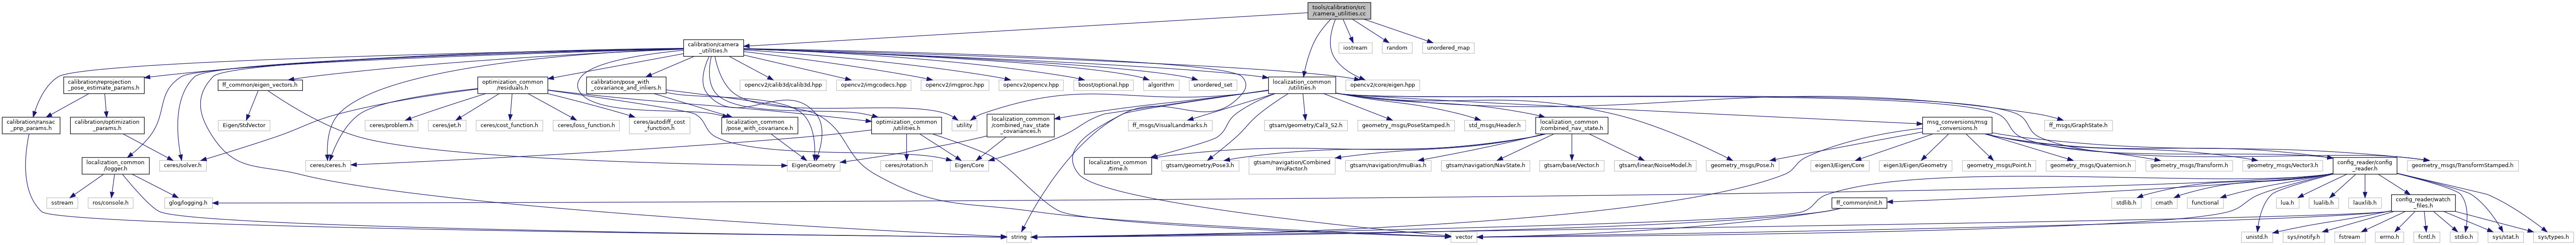 tools/calibration/src
/camera_utilities.cc
calibration/camera
_utilities.h
iostream
random
unordered_map
calibration/reprojection
_pose_estimate_params.h
ff_common/eigen_vectors.h
optimization_common
/residuals.h
calibration/pose_with
_covariance_and_inliers.h
opencv2/calib3d/calib3d.hpp
opencv2/imgcodecs.hpp
opencv2/imgproc.hpp
opencv2/opencv.hpp
boost/optional.hpp
algorithm
unordered_set
localization_common
/utilities.h
opencv2/core/eigen.hpp
calibration/ransac
_pnp_params.h
calibration/optimization
_params.h
Eigen/StdVector
ceres/problem.h
ceres/jet.h
ceres/cost_function.h
ceres/foss_function.h
ceres/autodiff_cost
_function.h
localization_common
/pose_with_covariance.h
optimization_common
/utilities.h
utility
localization_common
/combined_nav_state
_covariances.h
ff_msgs/VisualLandmarks.h
gtsam/geometry/Cal3_S2.h
geometry_msgs/PoseStamped.h
std_msgs/Header.h
localization_common
/combined_nav_state.h
msg_conversions/msg
_conversions.h
ff_msgs/GraphState.h
localization_common
/logger.h
ceres/solver.h
ceres/ceres.h
Eigen/Geometry
ceres/rotation.h
Eigen/Core
localization_common
/time.h
gtsam/geometry/Pose3.h
gtsam/navigation/Combined
ImuFactor.h
gtsam/navigation/ImuBias.h
gtsam/navigation/NavState.h
gtsam/base/Vector.h
gtsam/linear/NoiseModel.h
geometry_msgs/Pose.h
eigen3/Eigen/Core
eigen3/Eigen/Geometry
geometry_msgs/Point.h
geometry_msgs/Quaternion.h
geometry_msgs/Transform.h
geometry_msgs/Vector3.h
config_reader/config
_reader.h
geometry_msgs/TransformStamped.h
sstream
ros/console.h
glog/logging.h
ff_common/init.h
stdlib.h
cmath
functional
lua.h
lualib.h
lauxlib.h
config_reader/watch
_files.h
string
vector
unistd.h
sys/inotify.h
fstream
errno.h
fcntl.h
stdio.h
sys/stat.h
sys/types.h